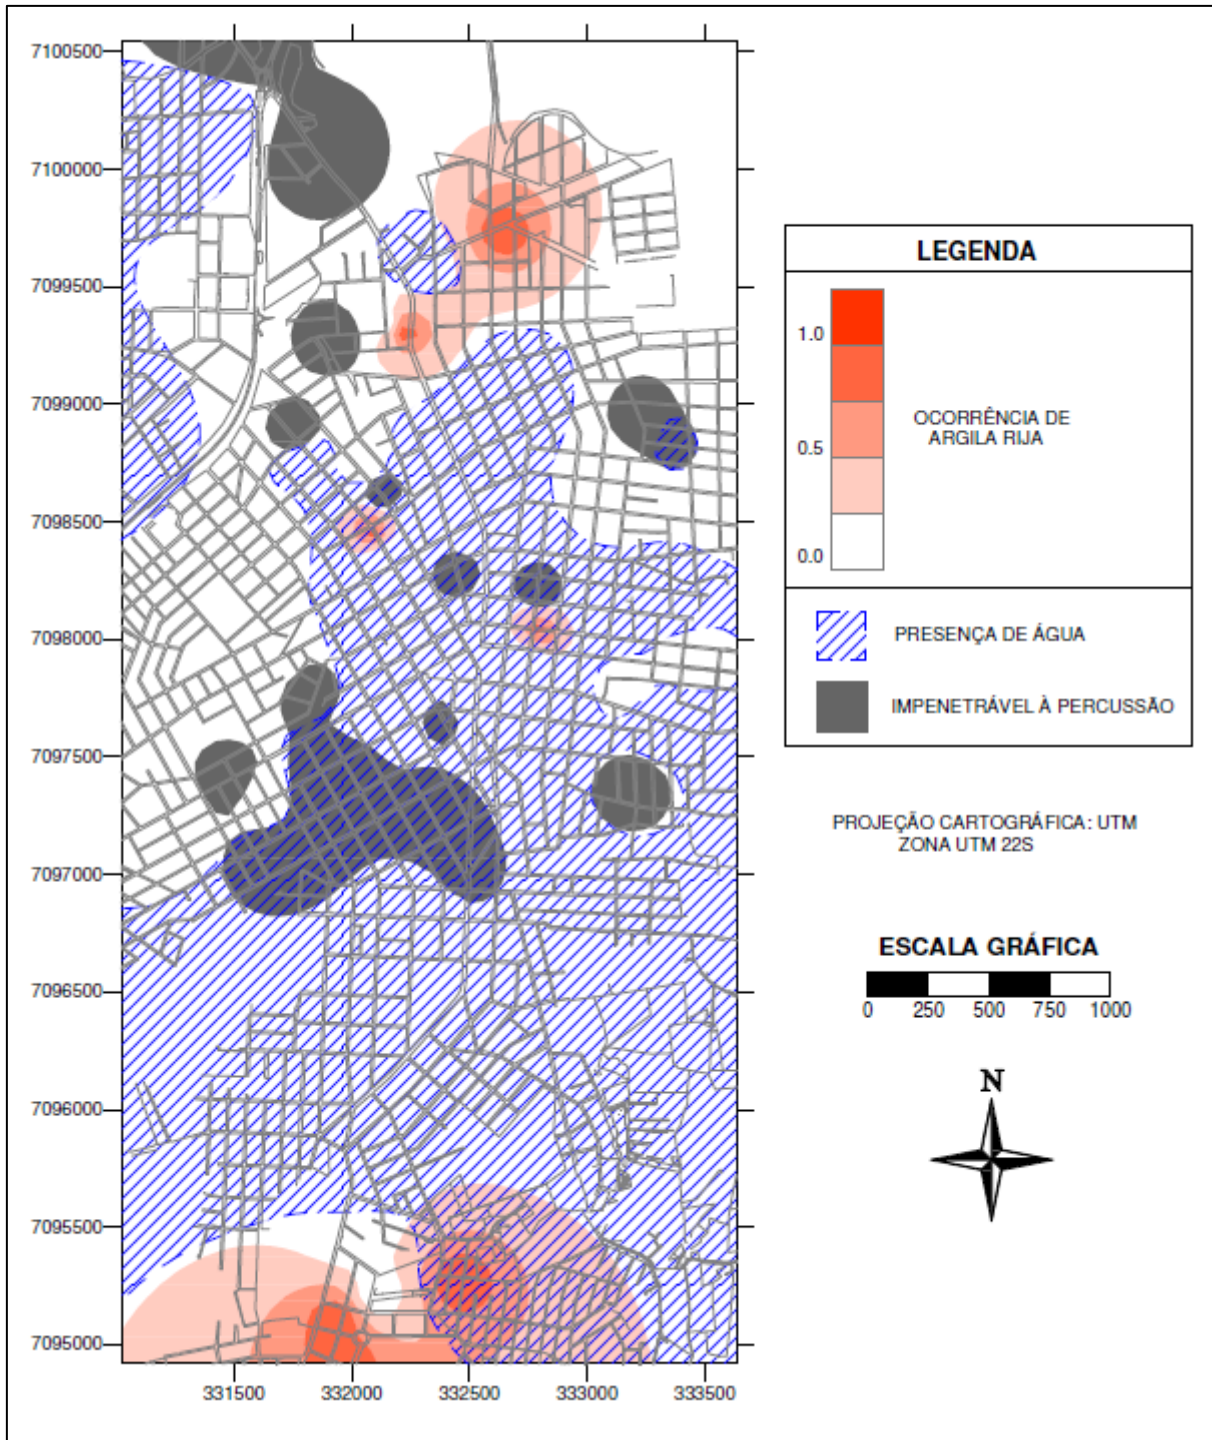 7100500
7100000
7099500
7099000
7098500
7098000
7097500
7097000
7096500
7096000
7095500
7095000
331500 332000 332500 333000 333500
LEGENDA
1.0
0.5
0.0
OCORRÊNCIA DE
ARGILA RIJA
PRESENÇA DE ÁGUA
IMPENETRÁVEL À PERCUSSÃO
PROJEÇÃO CARTOGRÁFICA: UTM
ZONA UTM 22S
ESCALA GRÁFICA
0 250 500 750 1000
N